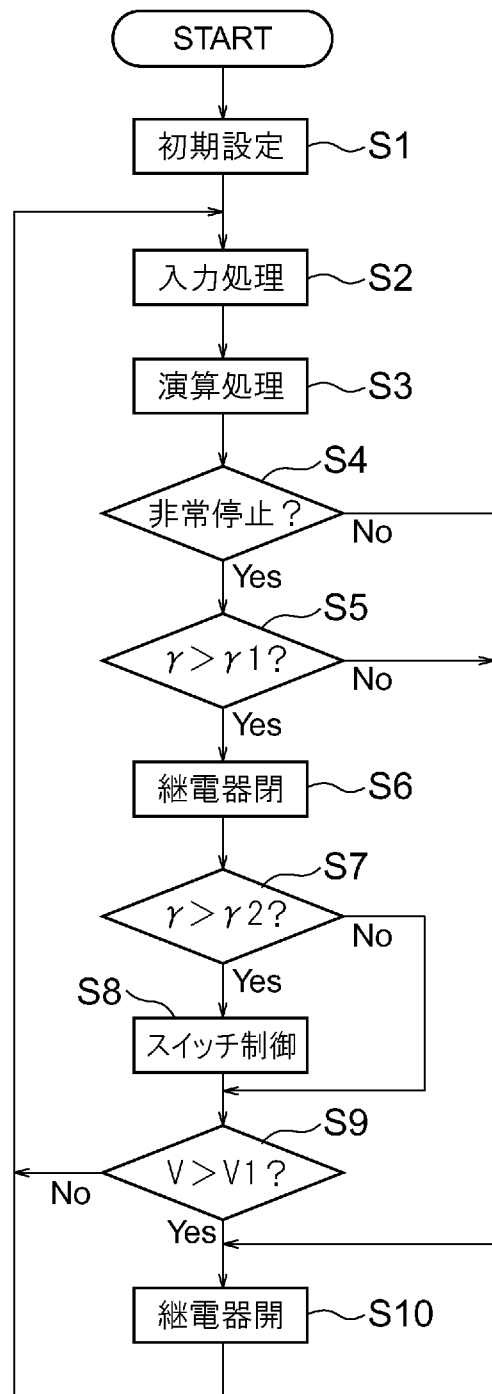 START
初期設定
S1
入力処理
S2
演算処理
S3
S4
非常停止?
No
Yes
S5
γ>γ1?
No
Yes
継電器閉
S6
S7
γ>γ2?
No
Yes
S8
スイッチ制御
S9
V>V1?
No
Yes
継電器開
S10